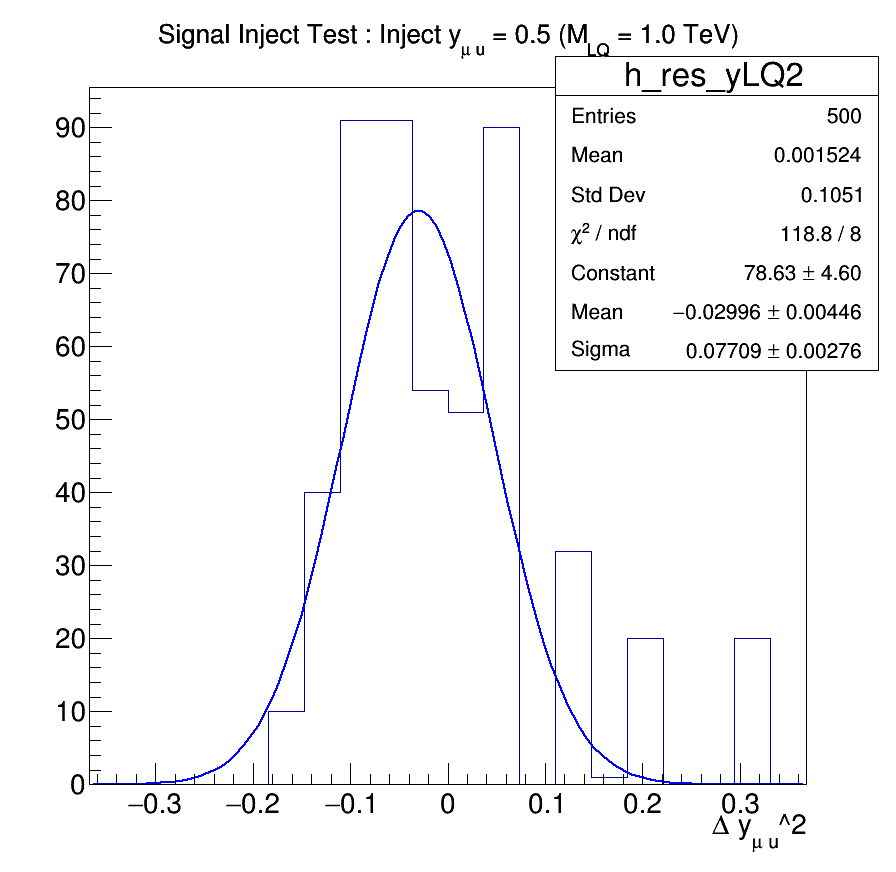 Signal Inject Test : Inject y_{μ u} = 0.5 (M_{LQ} = 1.0 TeV)
h_res_yLQ2
Entries 500
Mean 0.001524
Std Dev 0.1051
χ² / ndf 118.8 / 8
Constant 78.63 ± 4.60
Mean −0.02996 ± 0.00446
Sigma 0.07709 ± 0.00276
90
80
70
60
50
40
30
20
10
0
−0.3 −0.2 −0.1 0 0.1 0.2 0.3
Δ y_{μ u}^2